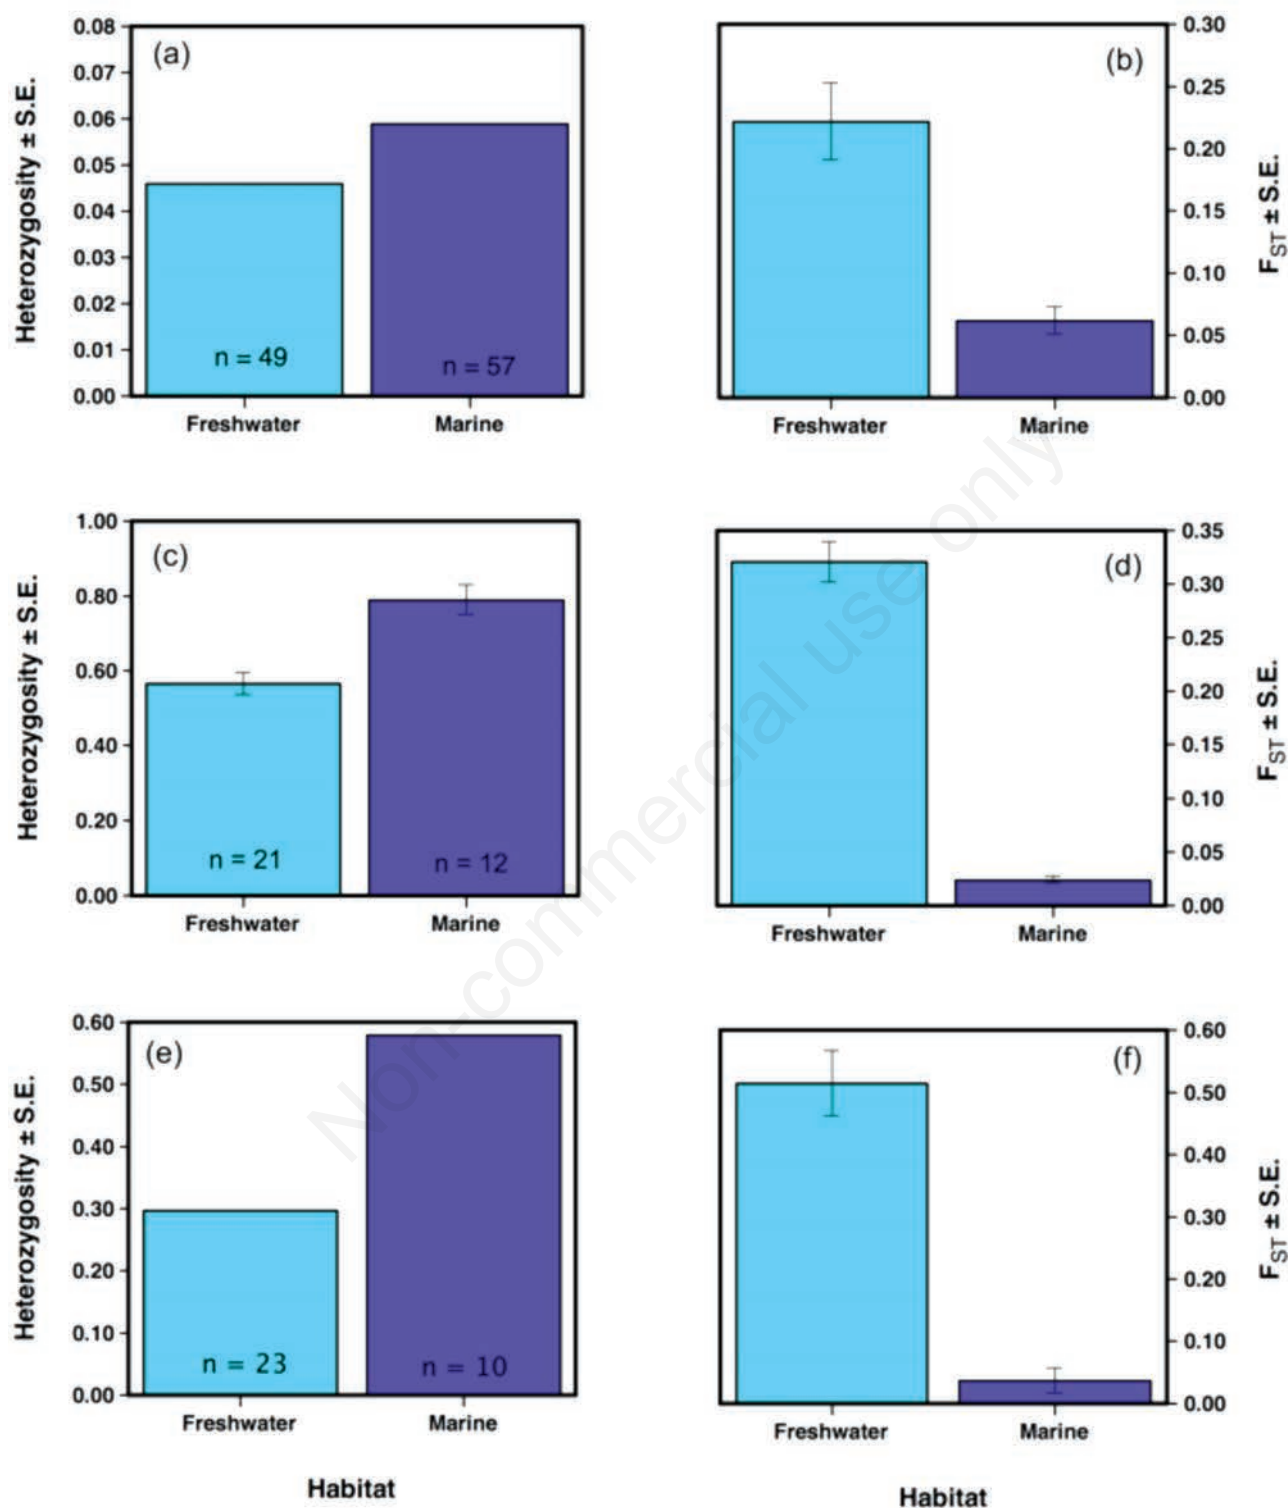 (a)
Heterozygosity ± S.E.
0.08
0.07
0.06
0.05
0.04
0.03
0.02
0.01
0.00
n = 49
n = 57
Freshwater
Marine
(b)
0.30
0.25
0.20
0.15
0.10
0.05
0.00
FST ± S.E.
Freshwater
Marine
(c)
Heterozygosity ± S.E.
1.00
0.80
0.60
0.40
0.20
0.00
n = 21
n = 12
Freshwater
Marine
(d)
0.35
0.30
0.25
0.20
0.15
0.10
0.05
0.00
FST ± S.E.
Freshwater
Marine
(e)
Heterozygosity ± S.E.
0.60
0.50
0.40
0.30
0.20
0.10
0.00
n = 23
n = 10
Freshwater
Marine
Habitat
(f)
0.60
0.50
0.40
0.30
0.20
0.10
0.00
FST ± S.E.
Freshwater
Marine
Habitat
Non-commercial use only